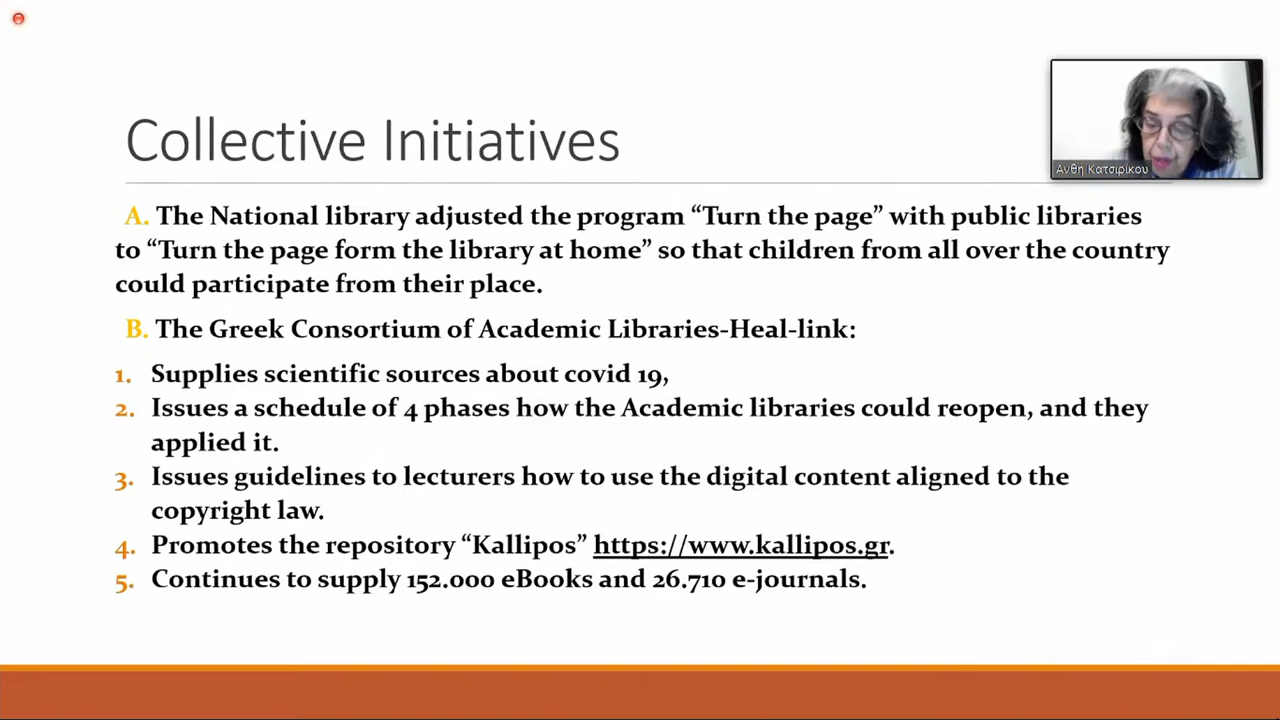 Collective Initiatives
Ανθή Κατσιρίκου
A. The National library adjusted the program “Turn the page” with public libraries
to “Turn the page form the library at home” so that children from all over the country
could participate from their place.
B. The Greek Consortium of Academic Libraries-Heal-link:
1. Supplies scientific sources about covid 19,
2. Issues a schedule of 4 phases how the Academic libraries could reopen, and they
applied it.
3. Issues guidelines to lecturers how to use the digital content aligned to the
copyright law.
4. Promotes the repository “Kallipos” https://www.kallipos.gr.
5. Continues to supply 152.000 eBooks and 26.710 e-journals.